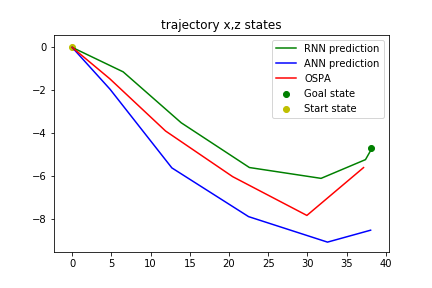 trajectory x,z states
RNN prediction
ANN prediction
OSPA
Goal state
Start state
0
−2
−4
−6
−8
0 5 10 15 20 25 30 35 40